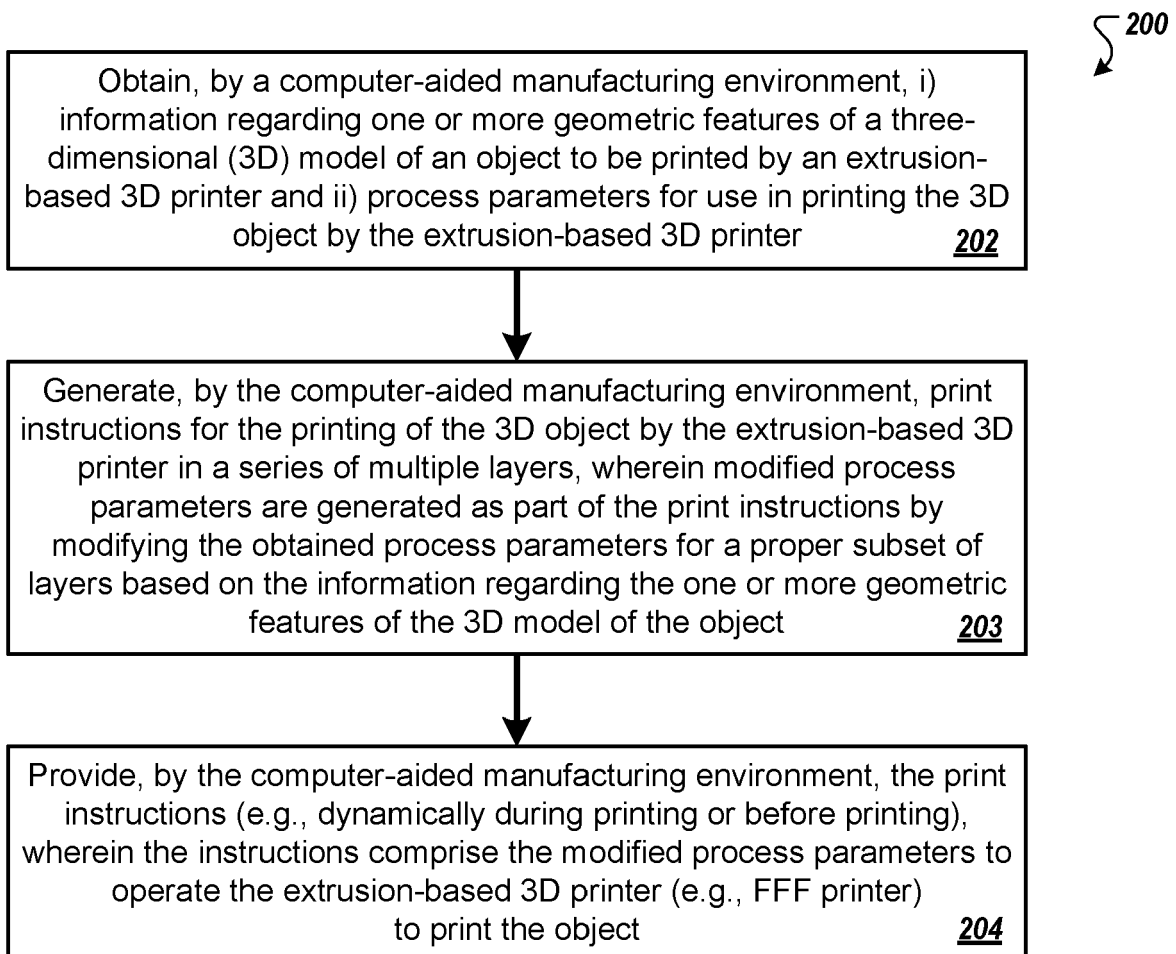 200
Obtain, by a computer-aided manufacturing environment, i)
information regarding one or more geometric features of a three-
dimensional (3D) model of an object to be printed by an extrusion-
based 3D printer and ii) process parameters for use in printing the 3D
object by the extrusion-based 3D printer 202
Generate, by the computer-aided manufacturing environment, print
instructions for the printing of the 3D object by the extrusion-based 3D
printer in a series of multiple layers, wherein modified process
parameters are generated as part of the print instructions by
modifying the obtained process parameters for a proper subset of
layers based on the information regarding the one or more geometric
features of the 3D model of the object 203
Provide, by the computer-aided manufacturing environment, the print
instructions (e.g., dynamically during printing or before printing),
wherein the instructions comprise the modified process parameters to
operate the extrusion-based 3D printer (e.g., FFF printer)
to print the object 204